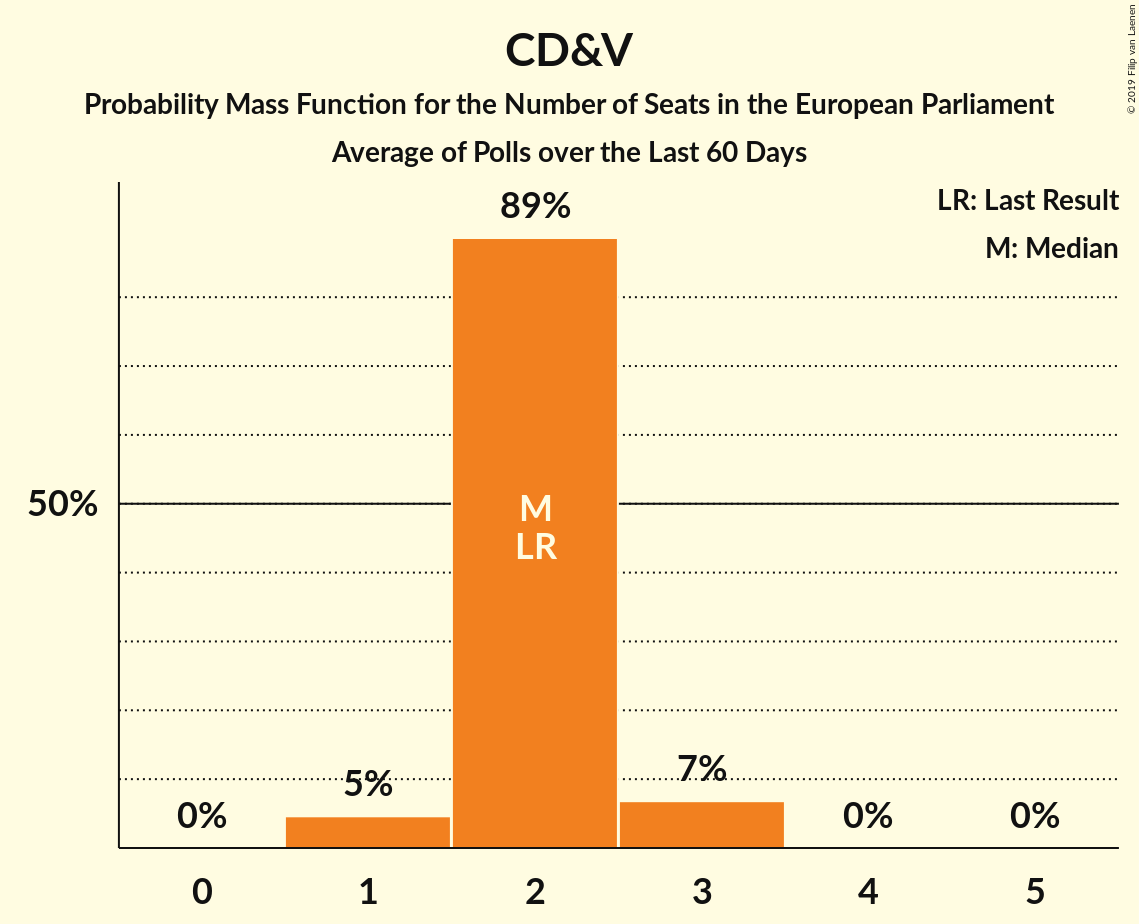 CD&V
Probability Mass Function for the Number of Seats in the European Parliament
Average of Polls over the Last 60 Days
© 2019 Filip van Laenen
LR: Last Result
M: Median
89%
50%
M
LR
0%
5%
7%
0%
0%
0
1
2
3
4
5